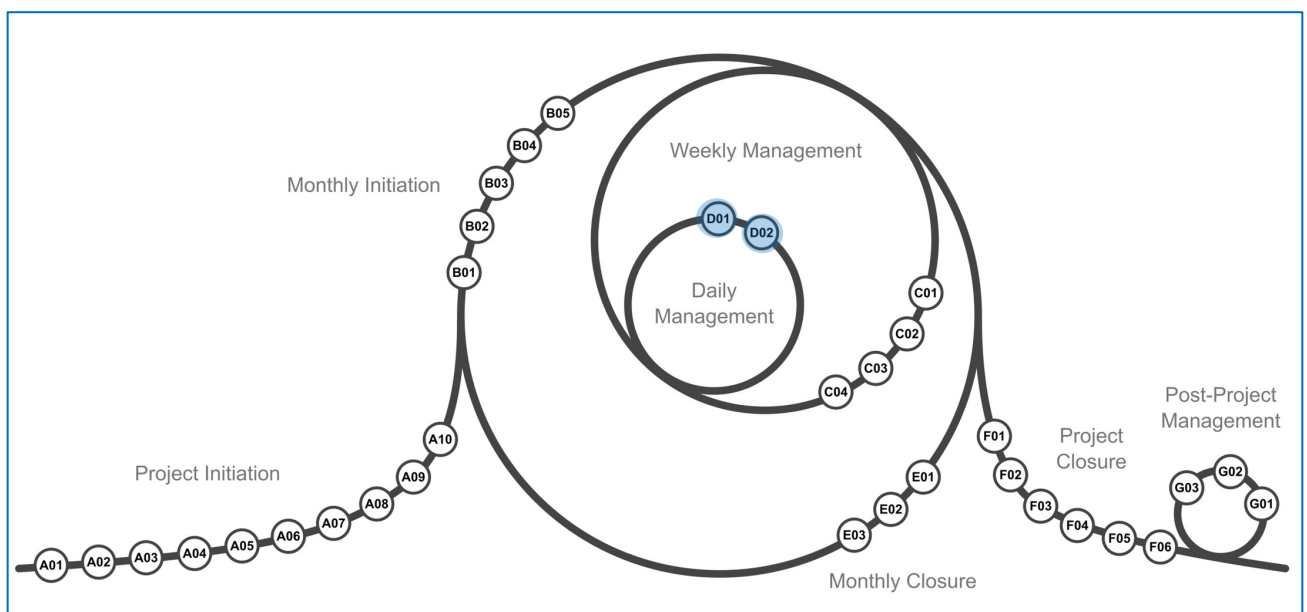 B05
B04
Weekly Management
Monthly Initiation
B03
D01
B02
D02
B01
Daily
Management
C01
C02
C03
C04
Post-Project
Management
A10
F01
Project
Closure
Project Initiation
A09
E01
F02
G02
G03
G01
A08
E02
F03
A07
E03
F04
A06
F05
A05
F06
A04
A03
A02
A01
Monthly Closure